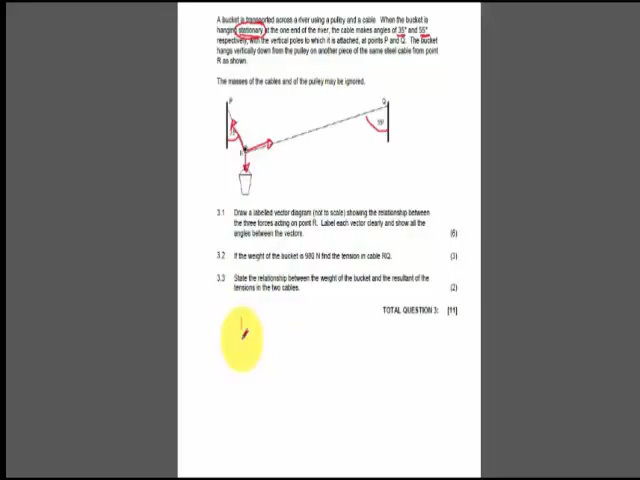 A bucket is transported across a river using a pulley and a cable. When the bucket is
hanging stationary at the one end of the river, the cable makes angles of 35° and 55°
respectively, with the vertical poles to which it is attached, at points P and Q. The bucket
hangs vertically down from the pulley on another piece of the same steel cable from point
R as shown.
The masses of the cables and of the pulley may be ignored.
P
Q
3.1 Draw a labelled vector diagram (not to scale) showing the relationship between
the three forces acting on point R. Label each vector clearly and show all the
angles between the vectors. (6)
3.2 If the weight of the bucket is 980 N find the tension in cable RQ. (3)
3.3 State the relationship between the weight of the bucket and the resultant of the
tensions in the two cables. (2)
TOTAL QUESTION 3: [11]